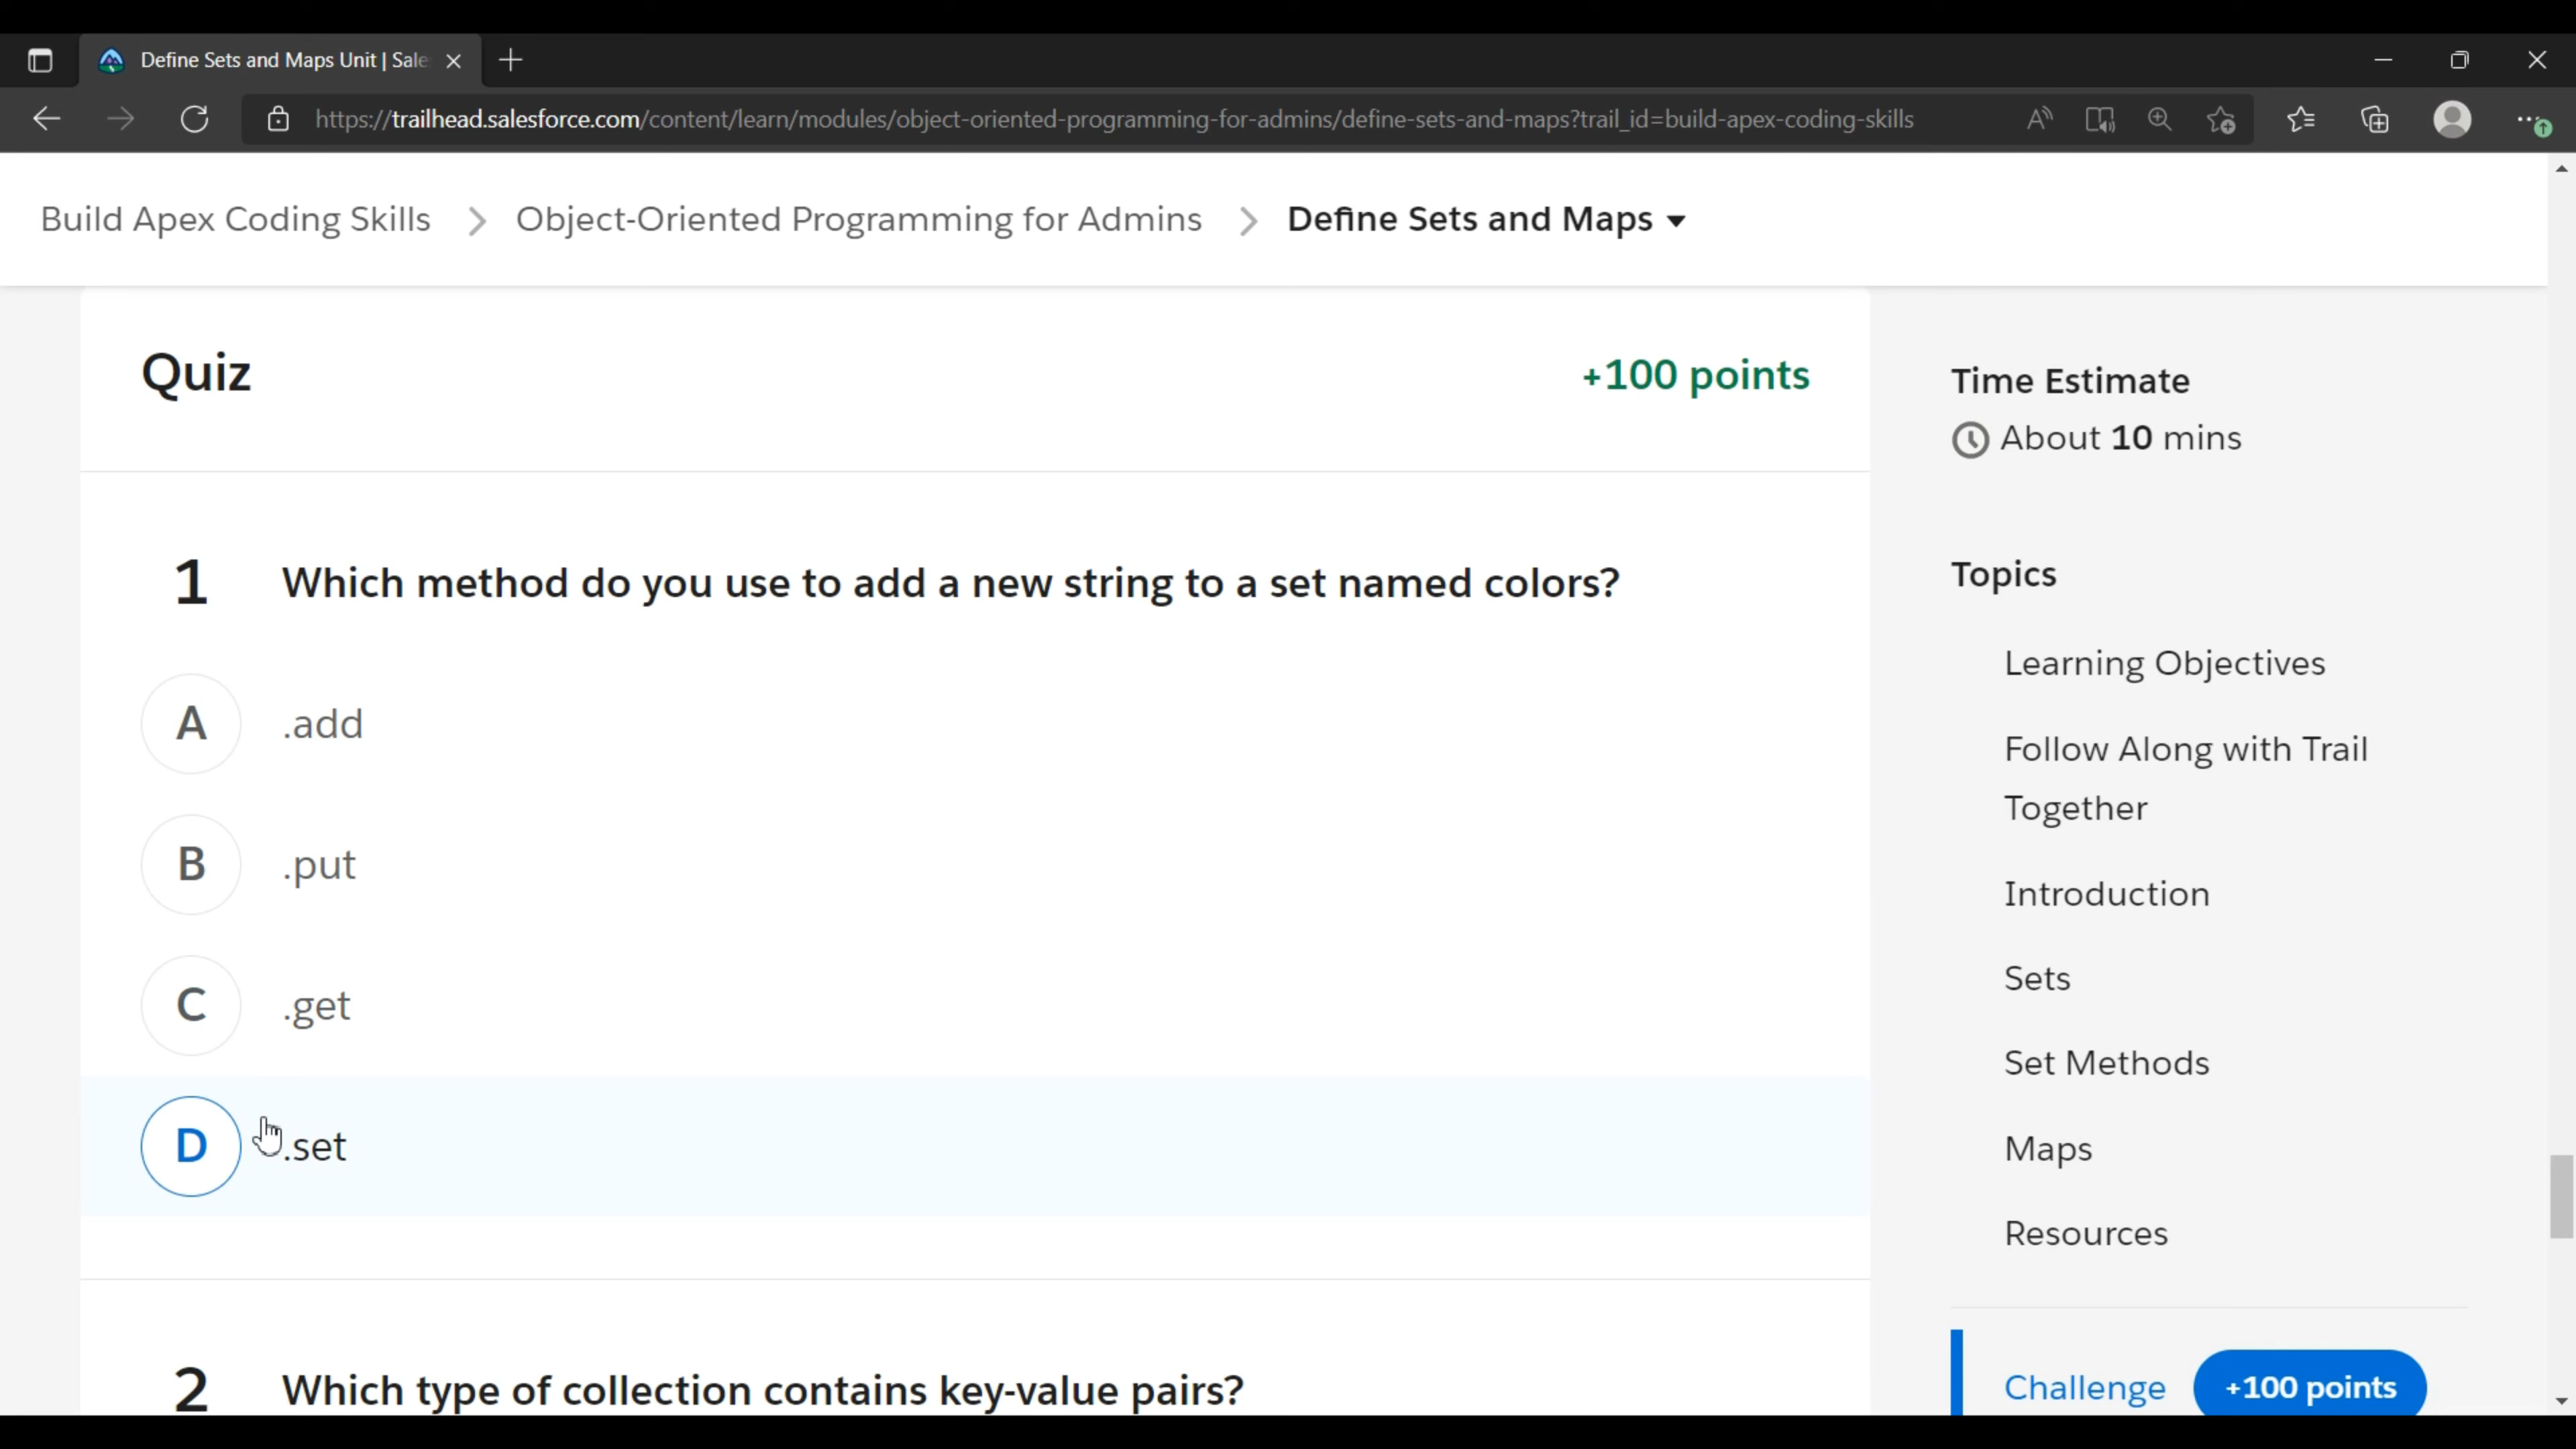 Define Sets and Maps Unit | Sale
https://trailhead.salesforce.com/content/learn/modules/object-oriented-programming-for-admins/define-sets-and-maps?trail_id=build-apex-coding-skills
Build Apex Coding Skills > Object-Oriented Programming for Admins > Define Sets and Maps
Quiz
+100 points
1 Which method do you use to add a new string to a set named colors?
A .add
B .put
C .get
D .set
2 Which type of collection contains key-value pairs?
Time Estimate
About 10 mins
Topics
Learning Objectives
Follow Along with Trail
Together
Introduction
Sets
Set Methods
Maps
Resources
Challenge +100 points